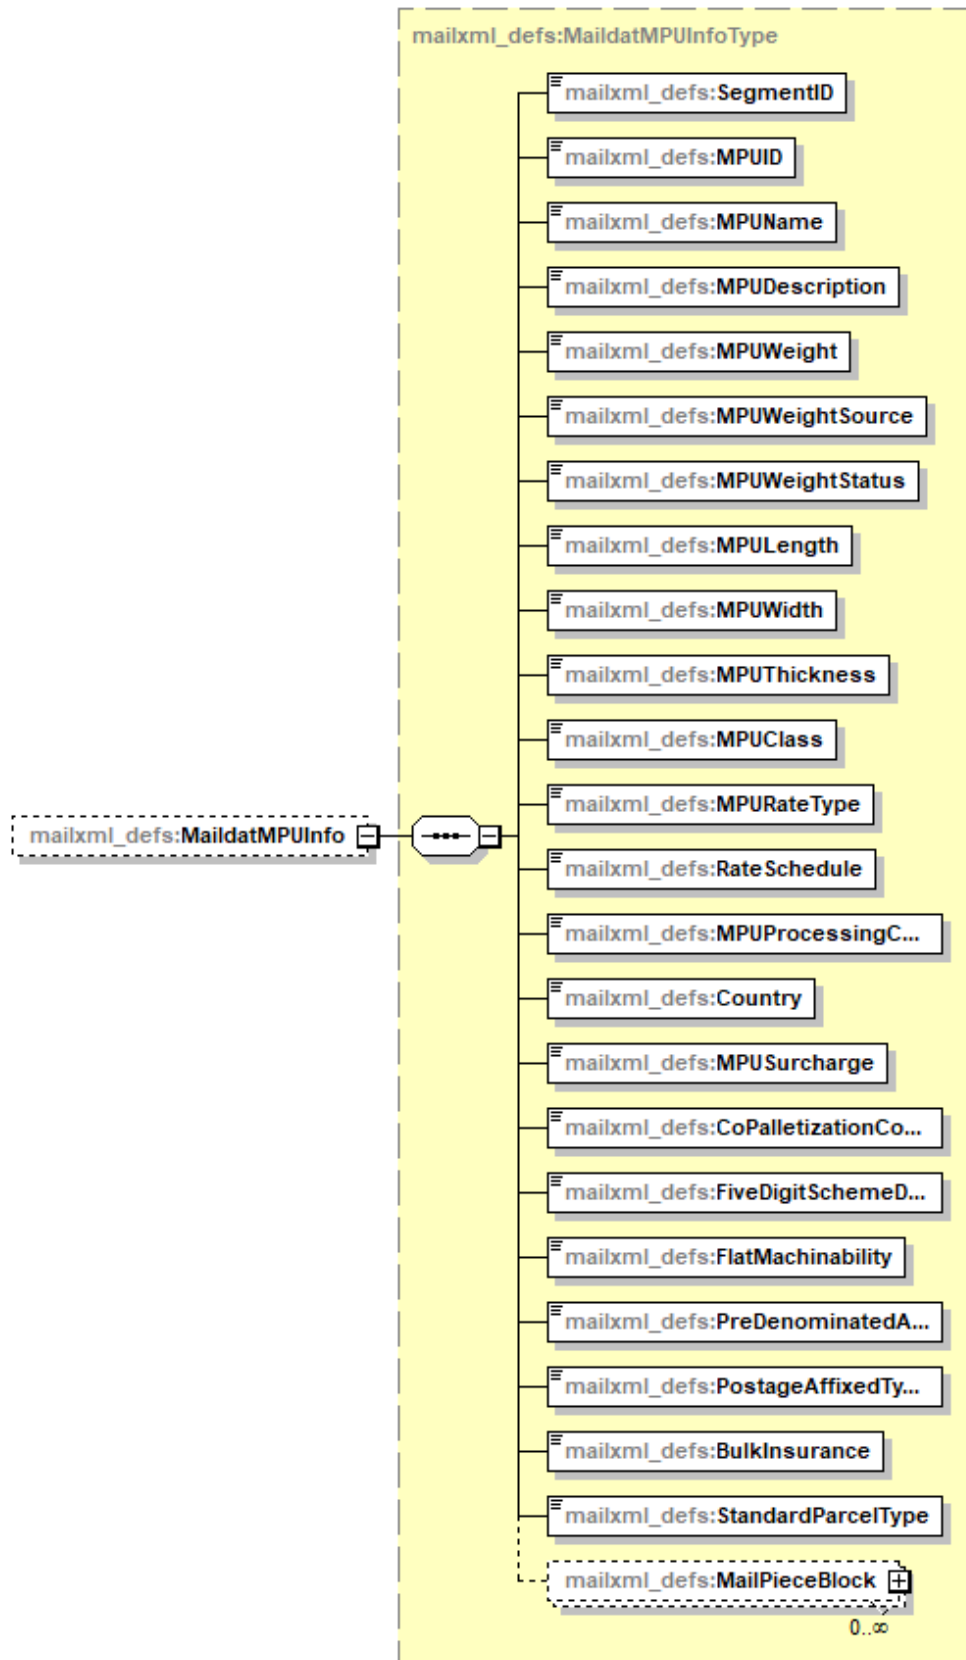 mailxml_defs:MaildatMPUInfoType
mailxml_defs:SegmentID
mailxml_defs:MPUID
mailxml_defs:MPUName
mailxml_defs:MPUDescription
mailxml_defs:MPUWeight
mailxml_defs:MPUWeightSource
mailxml_defs:MPUWeightStatus
mailxml_defs:MPULength
mailxml_defs:MPUWidth
mailxml_defs:MPUThickness
mailxml_defs:MPUClass
mailxml_defs:MPURateType
mailxml_defs:MaildatMPUInfo
mailxml_defs:RateSchedule
mailxml_defs:MPUProcessingC...
mailxml_defs:Country
mailxml_defs:MPUSurcharge
mailxml_defs:CoPalletizationCo...
mailxml_defs:FiveDigitSchemeD...
mailxml_defs:FlatMachinability
mailxml_defs:PreDenominatedA...
mailxml_defs:PostageAffixedTy...
mailxml_defs:BulkInsurance
mailxml_defs:StandardParcelType
mailxml_defs:MailPieceBlock
0..∞